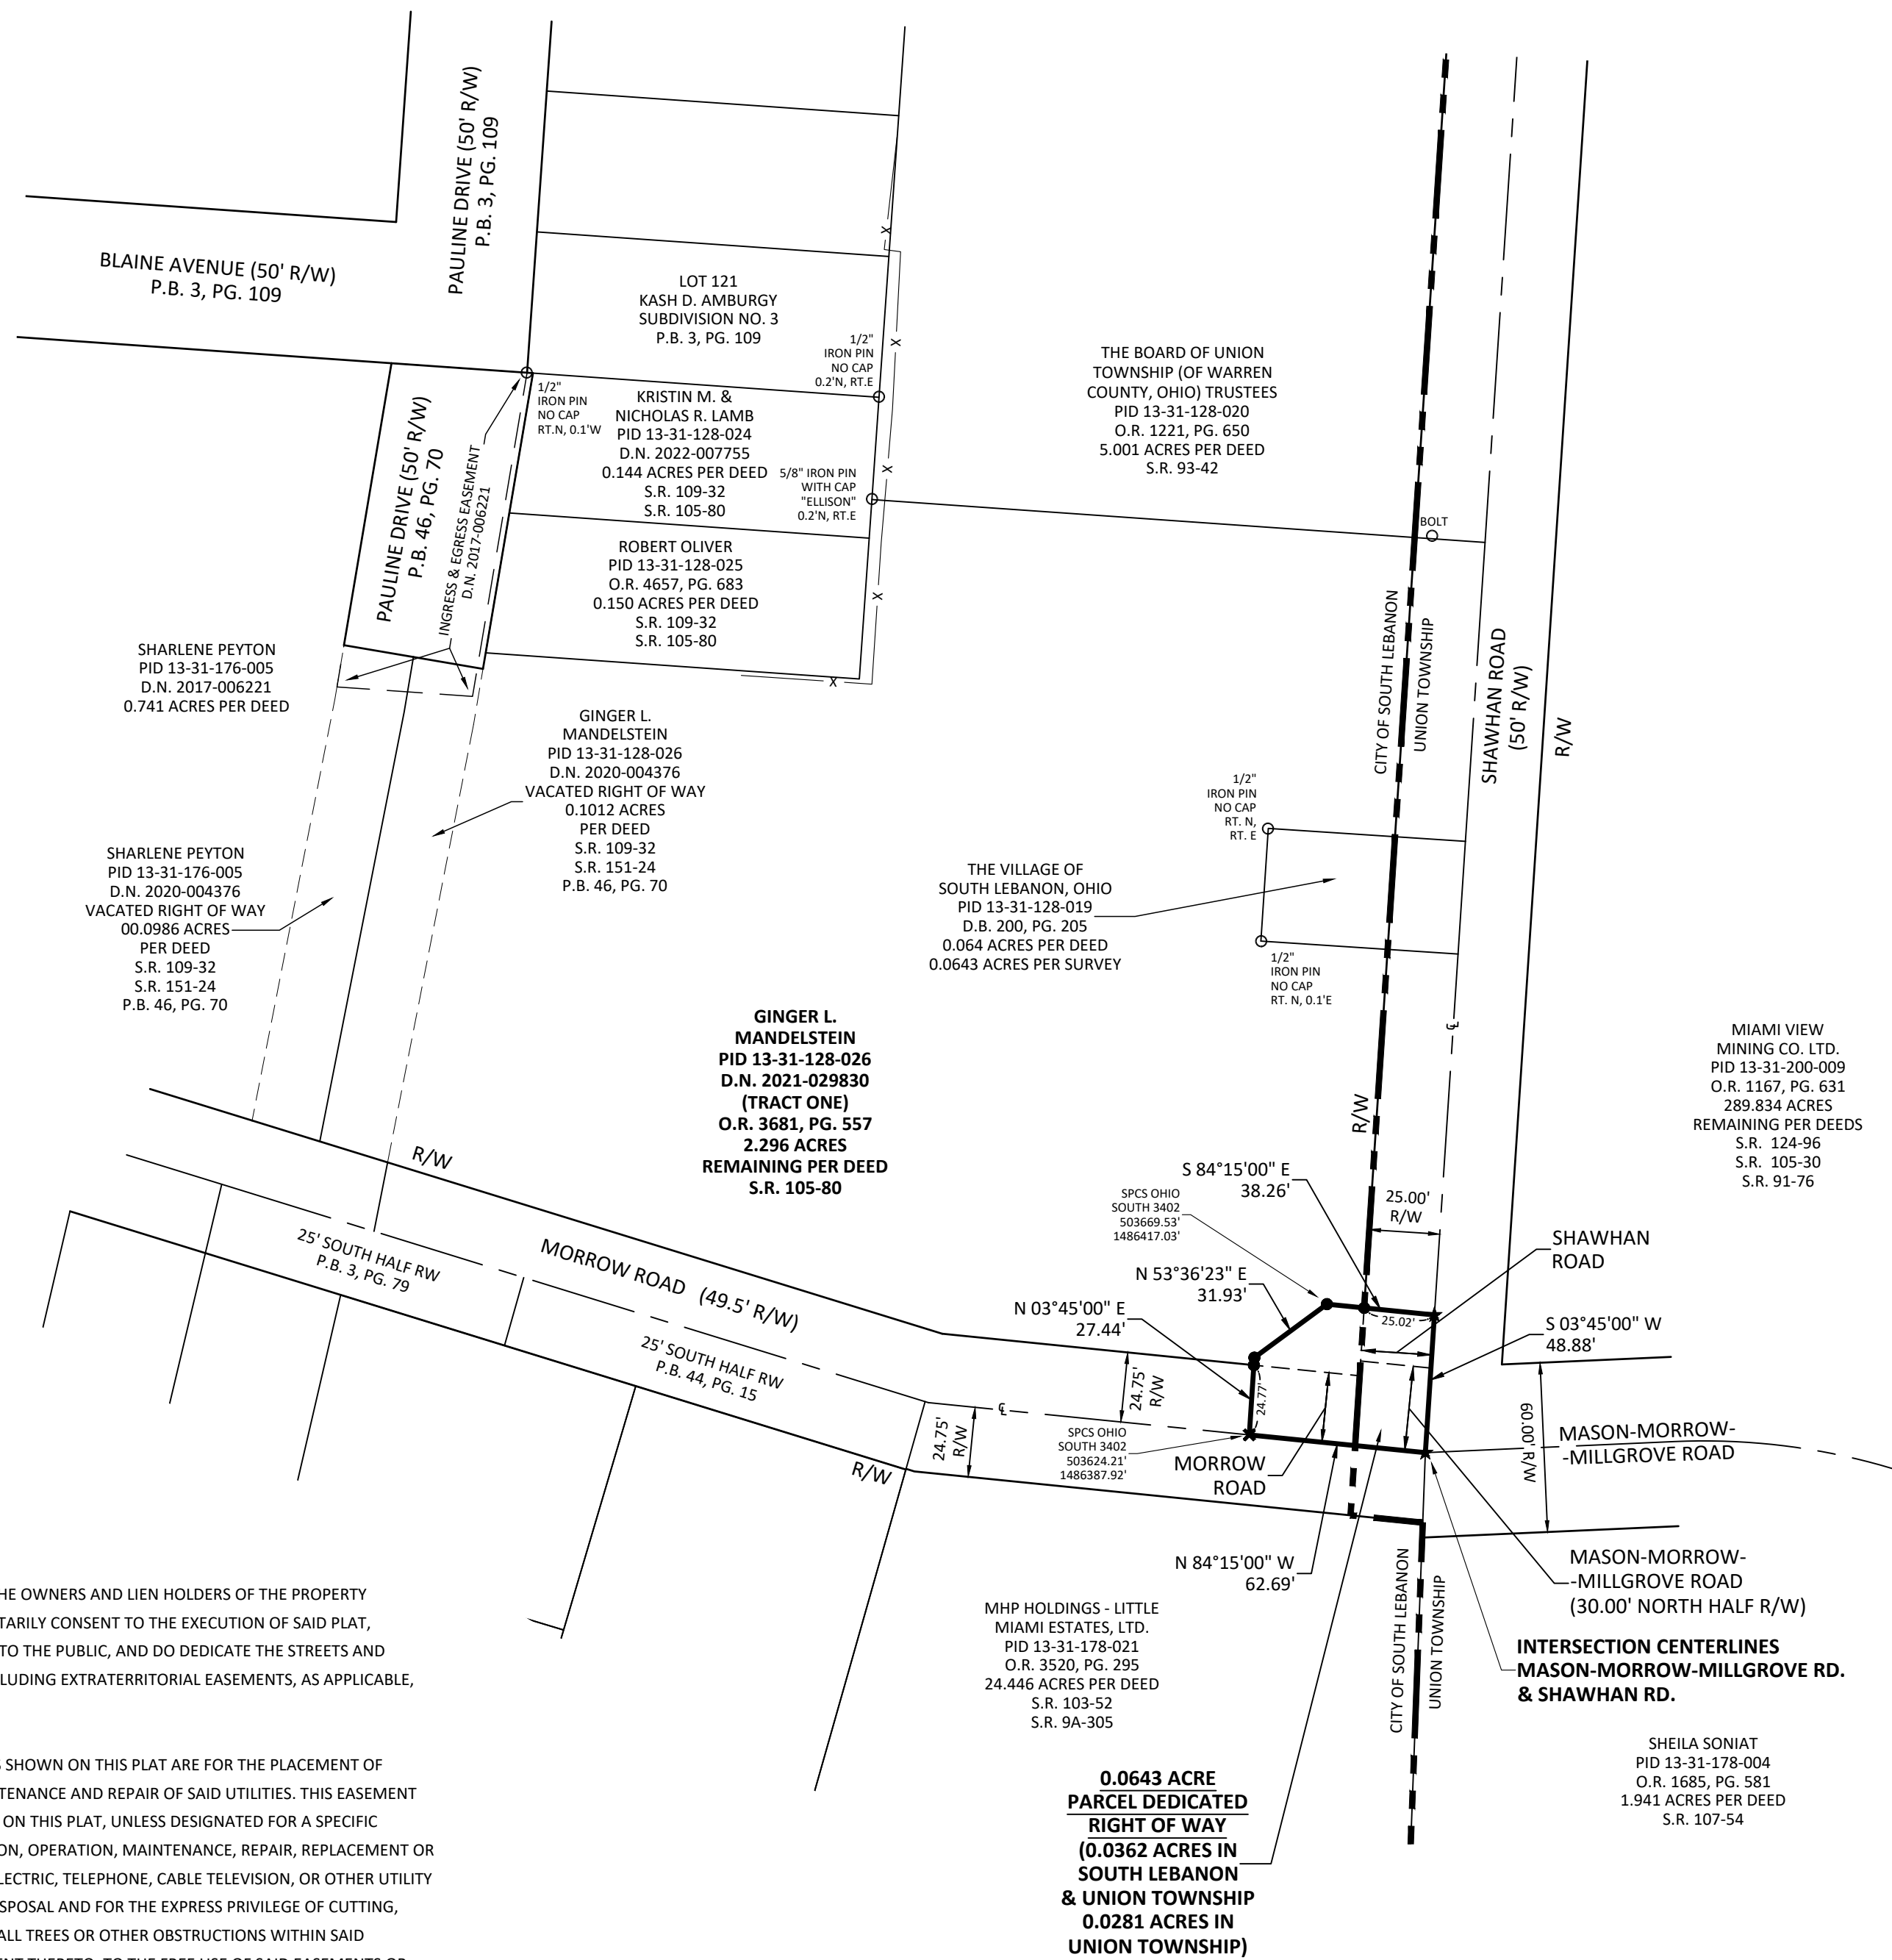 PAULINE DRIVE (50' R/W)
P.B. 3, PG. 109
BLAINE AVENUE (50' R/W)
P.B. 3, PG. 109
LOT 121
KASH D. AMBURGY
SUBDIVISION NO. 3
P.B. 3, PG. 109
1/2"
IRON PIN
NO CAP
0.2'N, RT.E
X
X
X
X
X
1/2"
IRON PIN
NO CAP
RT.N, 0.1'W
KRISTIN M. &
NICHOLAS R. LAMB
PID 13-31-128-024
D.N. 2022-007755
0.144 ACRES PER DEED
S.R. 109-32
S.R. 105-80
5/8" IRON PIN
WITH CAP
"ELLISON"
0.2'N, RT.E
THE BOARD OF UNION
TOWNSHIP (OF WARREN
COUNTY, OHIO) TRUSTEES
PID 13-31-128-020
O.R. 1221, PG. 650
5.001 ACRES PER DEED
S.R. 93-42
BOLT
PAULINE DRIVE (50' R/W)
P.B. 46, PG. 70
INGRESS & EGRESS EASEMENT
D.N. 2017-006221
ROBERT OLIVER
PID 13-31-128-025
O.R. 4657, PG. 683
0.150 ACRES PER DEED
S.R. 109-32
S.R. 105-80
CITY OF SOUTH LEBANON
UNION TOWNSHIP
SHAWHAN ROAD
(50' R/W)
R/W
SHARLENE PEYTON
PID 13-31-176-005
D.N. 2017-006221
0.741 ACRES PER DEED
GINGER L.
MANDELSTEIN
PID 13-31-128-026
D.N. 2020-004376
VACATED RIGHT OF WAY
0.1012 ACRES
PER DEED
S.R. 109-32
S.R. 151-24
P.B. 46, PG. 70
1/2"
IRON PIN
NO CAP
RT. N,
RT. E
SHARLENE PEYTON
PID 13-31-176-005
D.N. 2020-004376
VACATED RIGHT OF WAY
00.0986 ACRES
PER DEED
S.R. 109-32
S.R. 151-24
P.B. 46, PG. 70
THE VILLAGE OF
SOUTH LEBANON, OHIO
PID 13-31-128-019
D.B. 200, PG. 205
0.064 ACRES PER DEED
0.0643 ACRES PER SURVEY
1/2"
IRON PIN
NO CAP
RT. N, 0.1'E
GINGER L.
MANDELSTEIN
PID 13-31-128-026
D.N. 2021-029830
(TRACT ONE)
O.R. 3681, PG. 557
2.296 ACRES
REMAINING PER DEED
S.R. 105-80
℄
MIAMI VIEW
MINING CO. LTD.
PID 13-31-200-009
O.R. 1167, PG. 631
289.834 ACRES
REMAINING PER DEEDS
S.R. 124-96
S.R. 105-30
S.R. 91-76
R/W
R/W
S 84°15'00" E
38.26'
SPCS OHIO
SOUTH 3402
503669.53'
1486417.03'
25.00'
R/W
SHAWHAN
ROAD
N 53°36'23" E
31.93'
N 03°45'00" E
27.44'
25.02'
S 03°45'00" W
48.88'
25' SOUTH HALF RW
P.B. 3, PG. 79
MORROW ROAD (49.5' R/W)
25' SOUTH HALF RW
P.B. 44, PG. 15
24.75'
R/W
24.77'
℄
24.75'
R/W
R/W
SPCS OHIO
SOUTH 3402
503624.21'
1486387.92'
MORROW
ROAD
60.00' R/W
MASON-MORROW-
-MILLGROVE ROAD
N 84°15'00" W
62.69'
MASON-MORROW-
-MILLGROVE ROAD
(30.00' NORTH HALF R/W)
CITY OF SOUTH LEBANON
UNION TOWNSHIP
INTERSECTION CENTERLINES
MASON-MORROW-MILLGROVE RD.
& SHAWHAN RD.
MHP HOLDINGS - LITTLE
MIAMI ESTATES, LTD.
PID 13-31-178-021
O.R. 3520, PG. 295
24.446 ACRES PER DEED
S.R. 103-52
S.R. 9A-305
SHEILA SONIAT
PID 13-31-178-004
O.R. 1685, PG. 581
1.941 ACRES PER DEED
S.R. 107-54
0.0643 ACRE
PARCEL DEDICATED
RIGHT OF WAY
(0.0362 ACRES IN
SOUTH LEBANON
& UNION TOWNSHIP
0.0281 ACRES IN
UNION TOWNSHIP)
HE OWNERS AND LIEN HOLDERS OF THE PROPERTY
TARILY CONSENT TO THE EXECUTION OF SAID PLAT,
TO THE PUBLIC, AND DO DEDICATE THE STREETS AND
LUDING EXTRATERRITORIAL EASEMENTS, AS APPLICABLE,
S SHOWN ON THIS PLAT ARE FOR THE PLACEMENT OF
TENANCE AND REPAIR OF SAID UTILITIES. THIS EASEMENT
ON THIS PLAT, UNLESS DESIGNATED FOR A SPECIFIC
ON, OPERATION, MAINTENANCE, REPAIR, REPLACEMENT OR
LECTRIC, TELEPHONE, CABLE TELEVISION, OR OTHER UTILITY
SPOSAL AND FOR THE EXPRESS PRIVILEGE OF CUTTING,
ALL TREES OR OTHER OBSTRUCTIONS WITHIN SAID
ENT THERETO, TO THE FREE USE OF SAID EASEMENTS OR